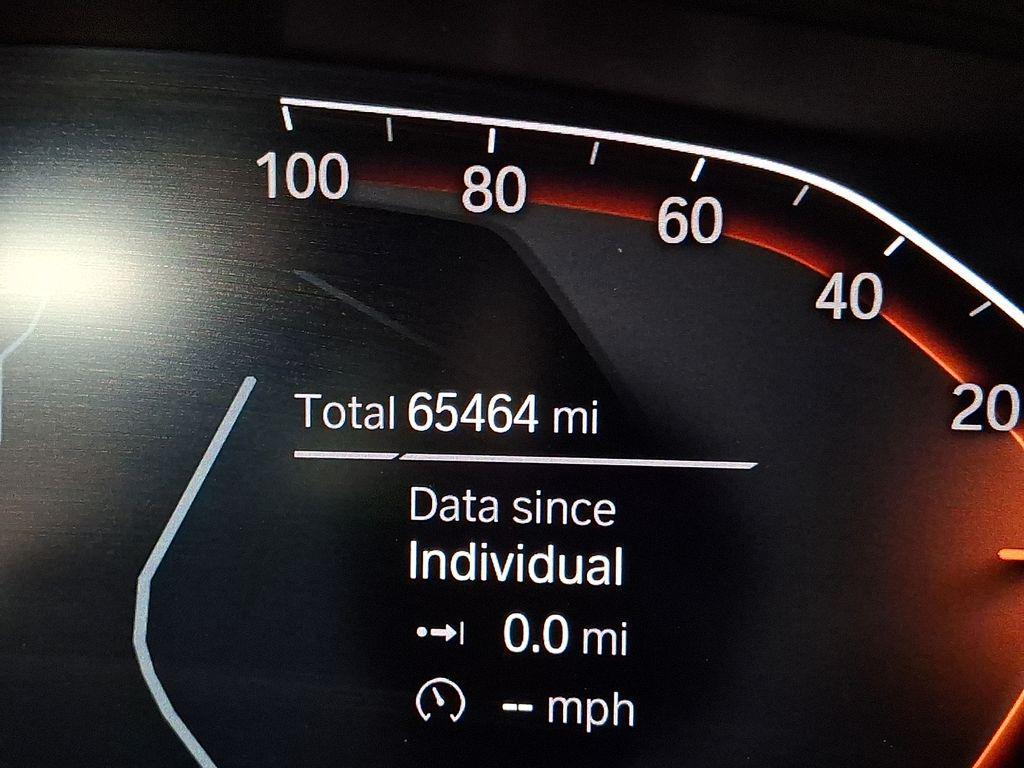 100 80 60 40 20
Total 65464 mi
Data since
Individual
0.0 mi
-- mph